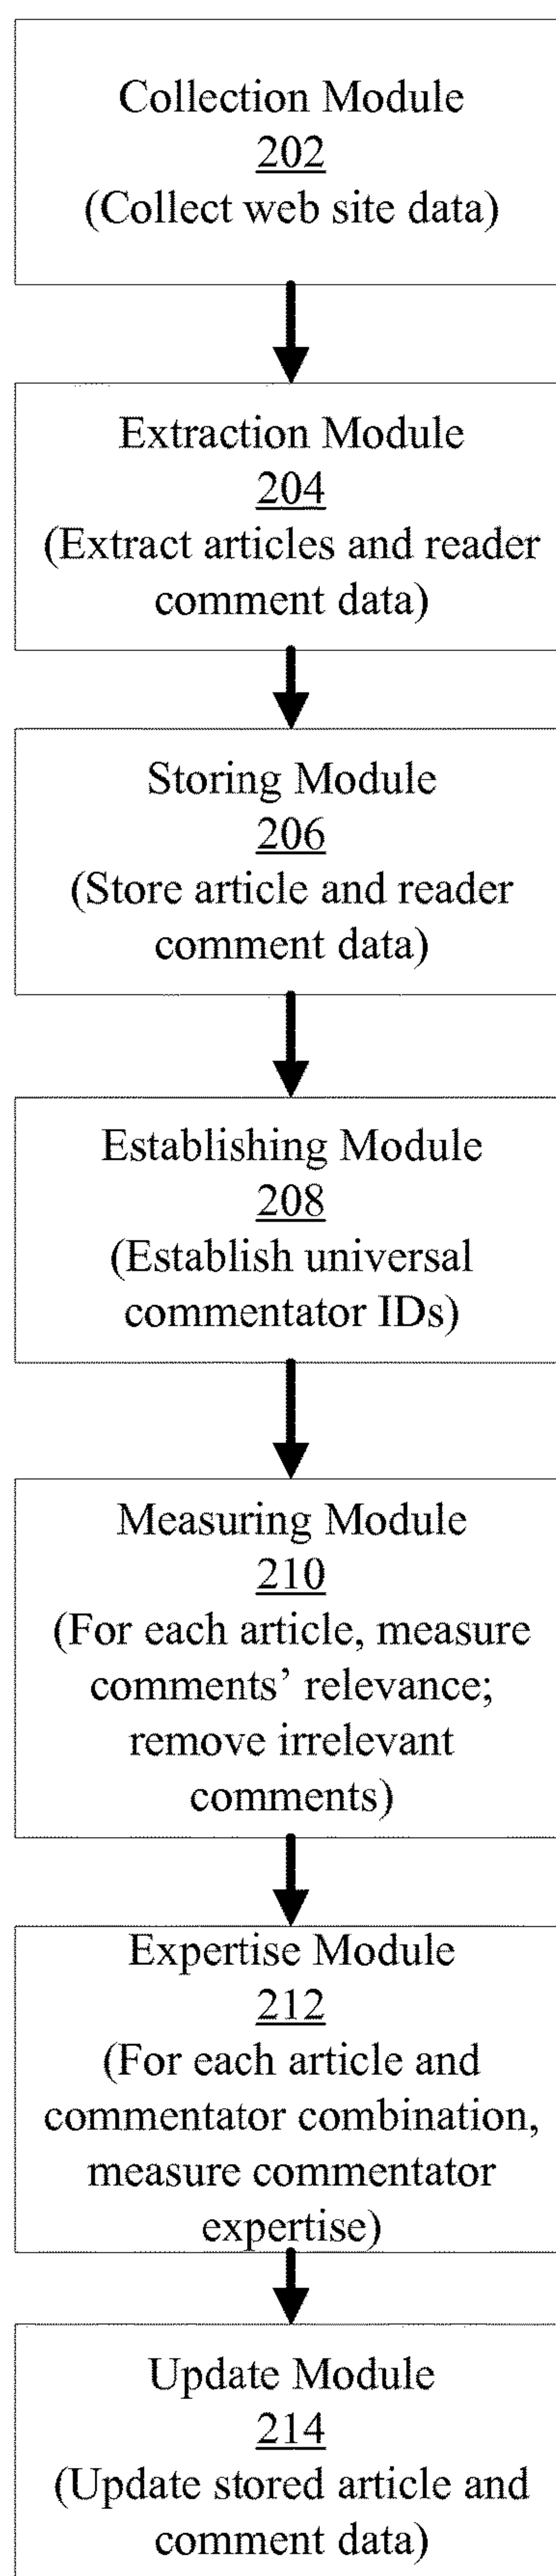 Collection Module
202
(Collect web site data)
Extraction Module
204
(Extract articles and reader
comment data)
Storing Module
206
(Store article and reader
comment data)
Establishing Module
208
(Establish universal
commentator IDs)
Measuring Module
210
(For each article, measure
comments’ relevance;
remove irrelevant
comments)
Expertise Module
212
(For each article and
commentator combination,
measure commentator
expertise)
Update Module
214
(Update stored article and
comment data)